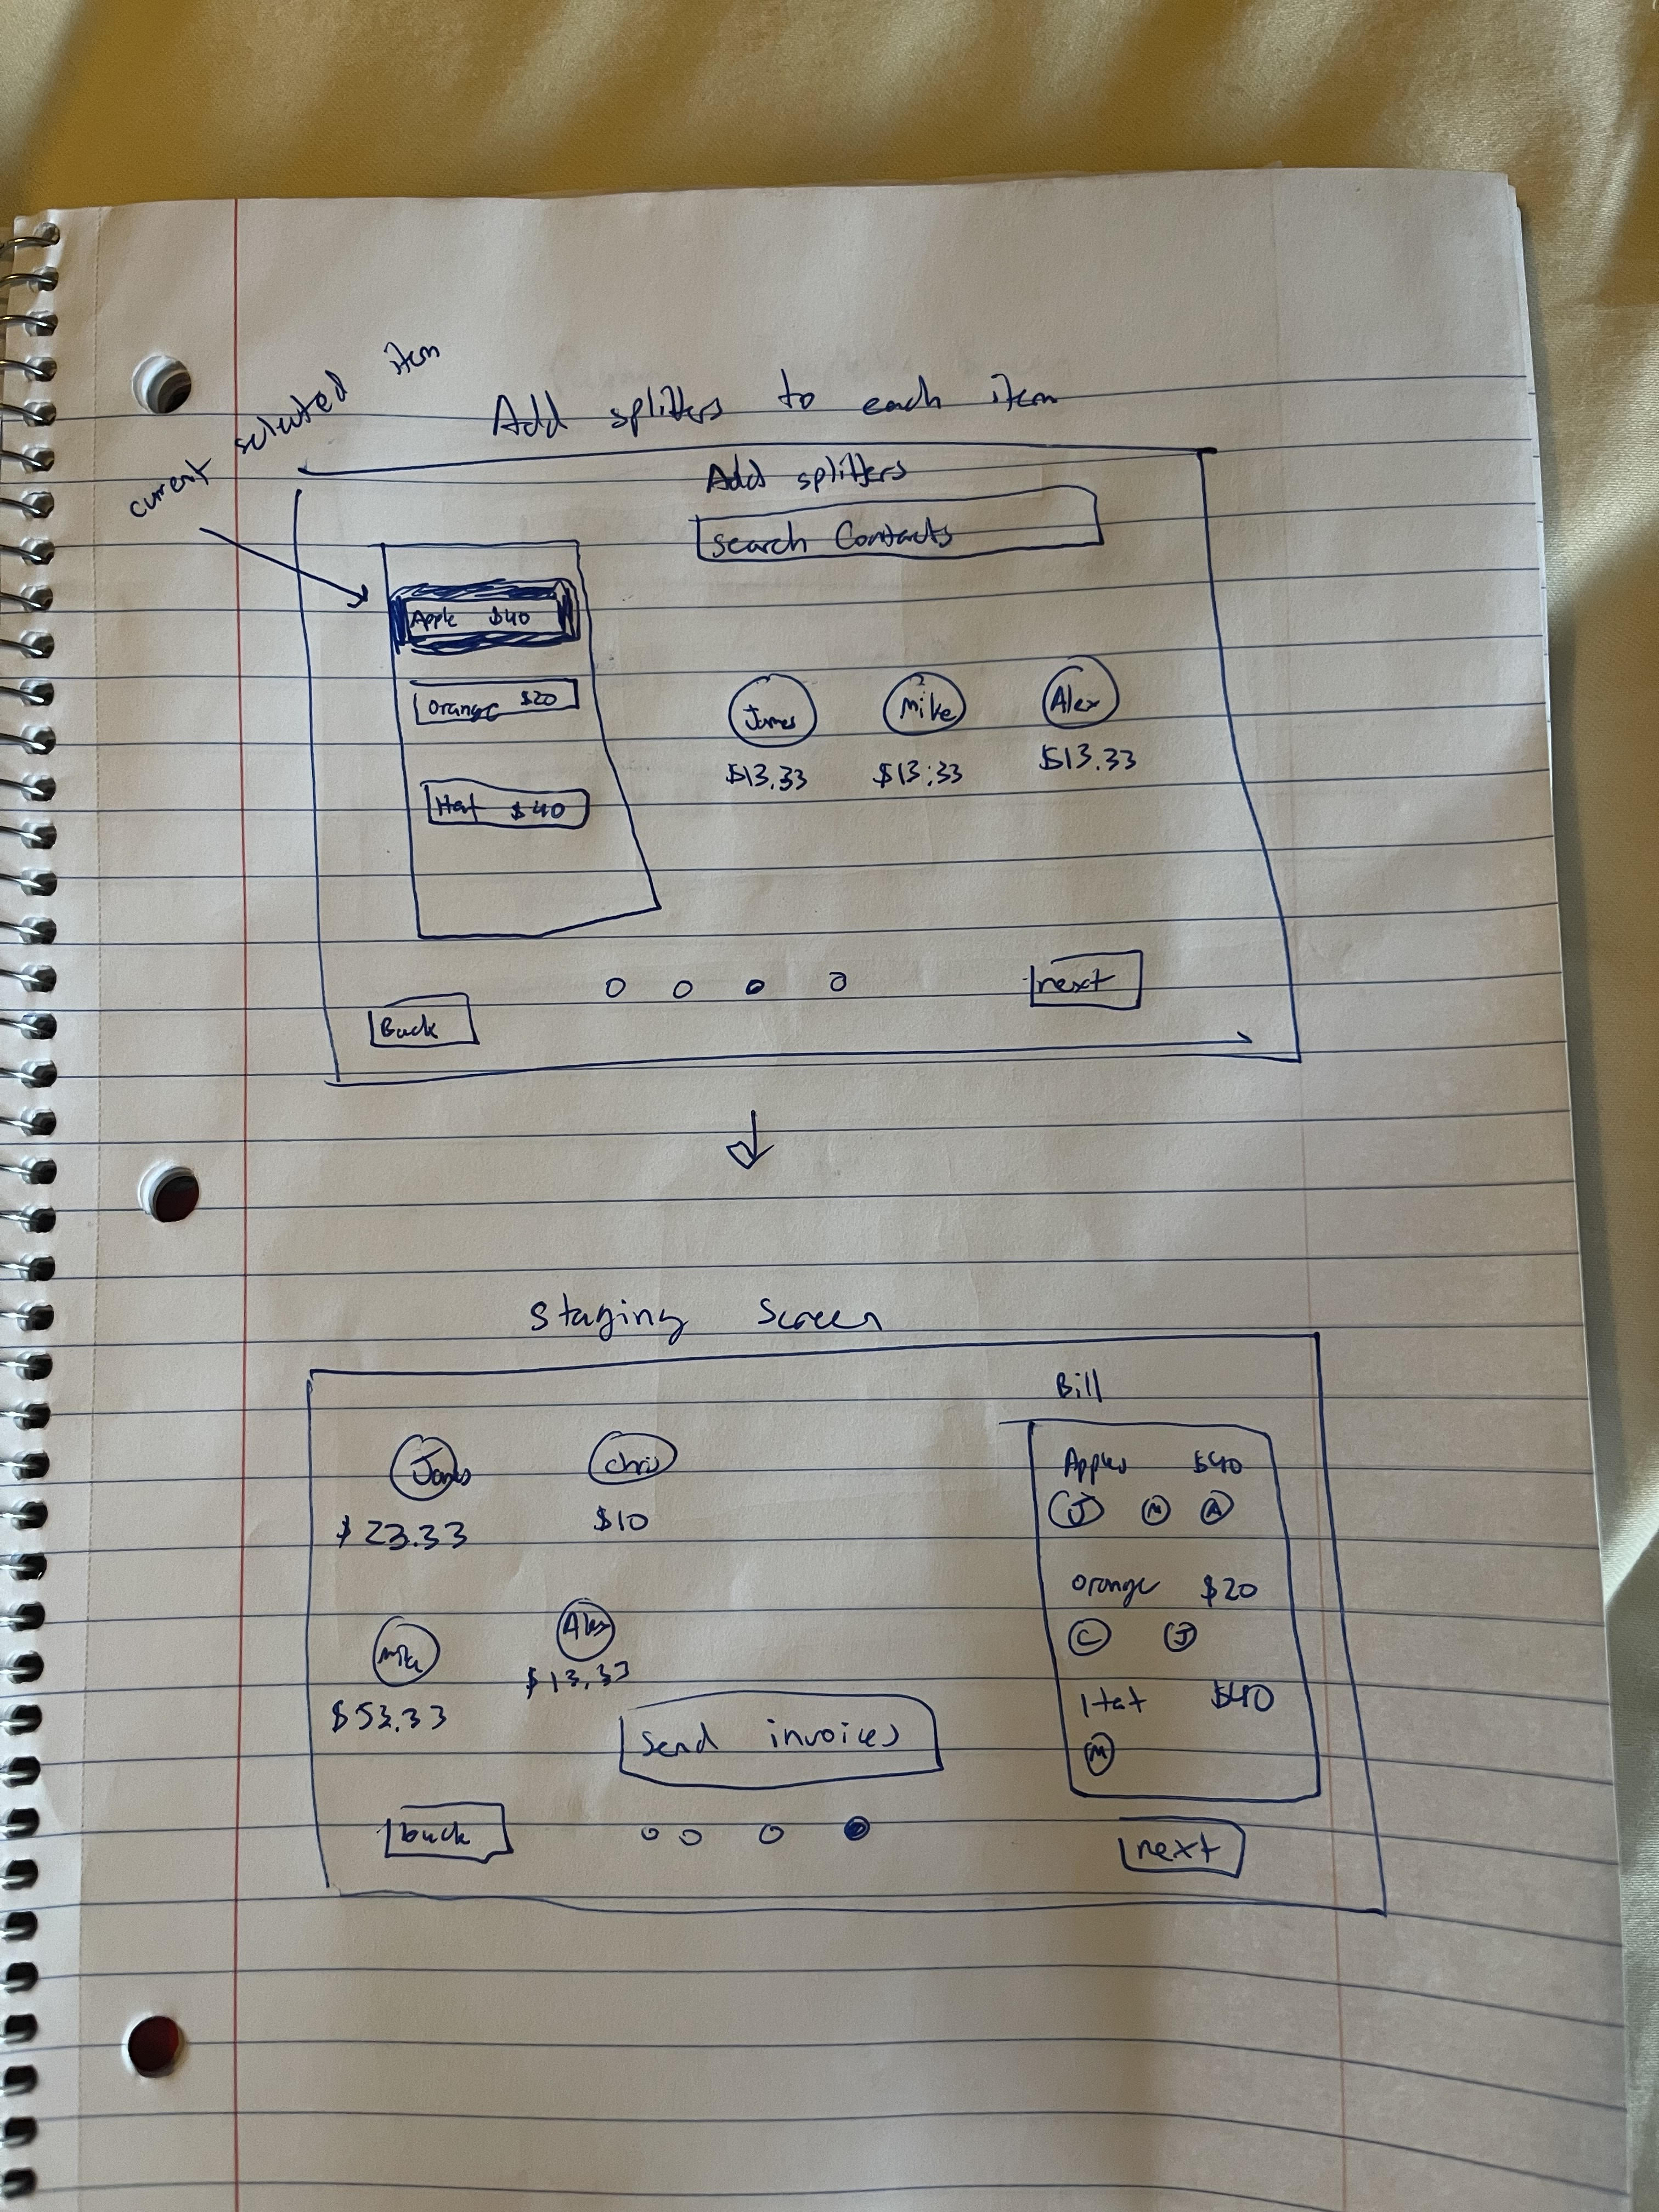 current selected item
Add splitters to each item
Add splitters
Search Contacts
Apple $40
Orange $20
Hat $40
James
Mike
Alex
$13.33
$13.33
$13.33
Back
next
Staging Screen
Bill
James
Chris
$23.33
$10
Mike
Alex
$53.33
$13.33
Apples $40
J M A
orange $20
C J
Hat $40
M
Send invoices
back
next